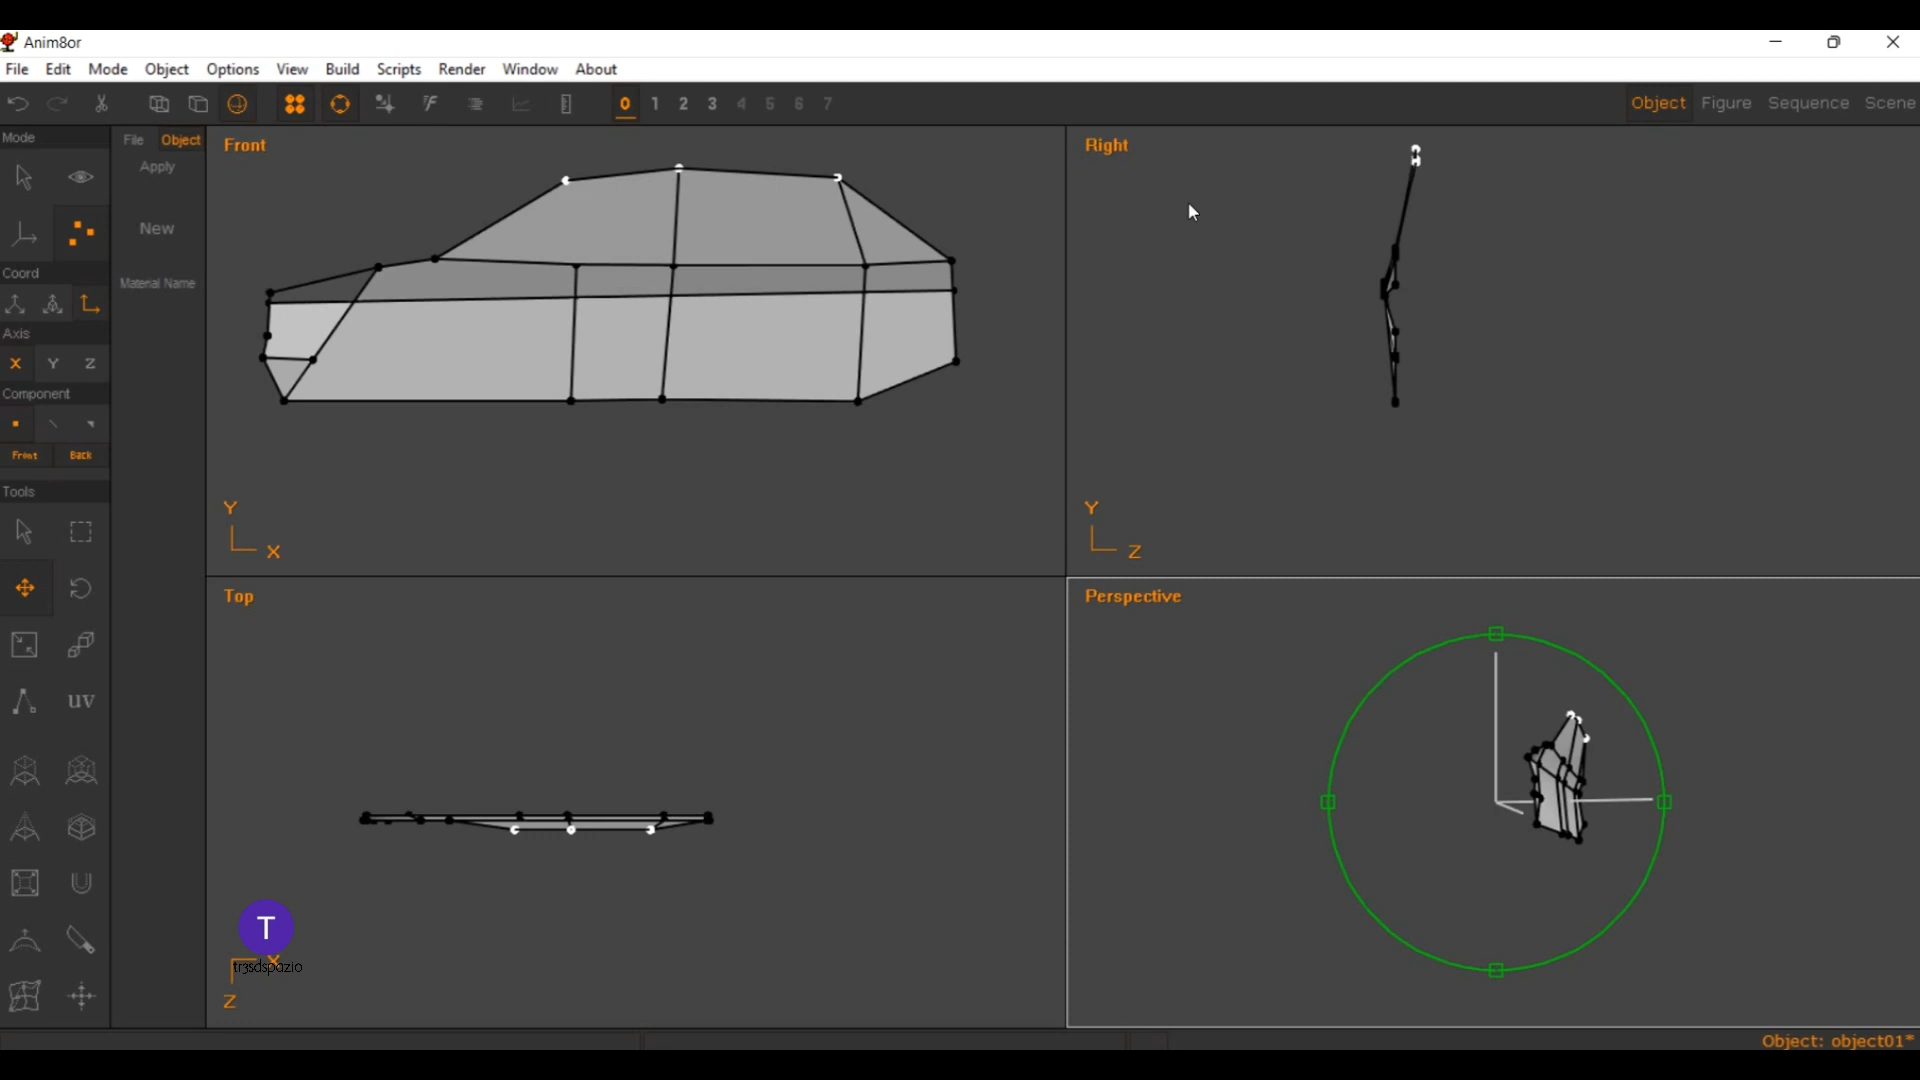 Anim8or
File Edit Mode Object Options View Build Scripts Render Window About
0 1 2 3 4 5 6 7
Object Figure Sequence Scene
Mode
File Object
Apply
New
Material Name
Coord
Axis
X Y Z
Component
Front Back
Tools
uv
Front
Y
X
Right
Y
Z
Top
T
tr3sdspazio
X
Z
Perspective
Object: object01*